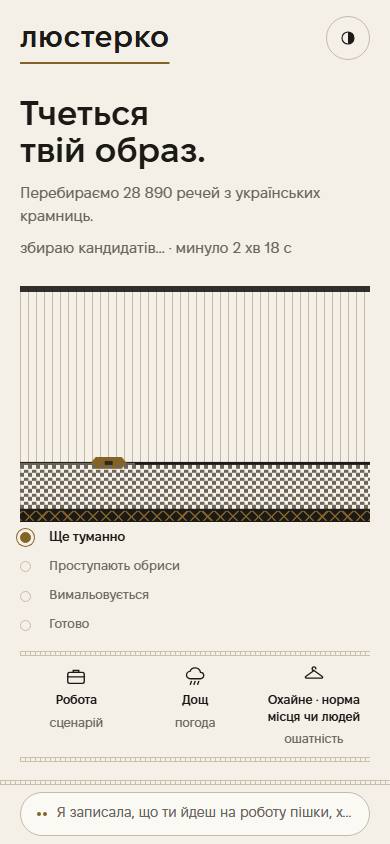 люстерко
Тчеться
твій образ.
Перебираємо 28 890 речей з українських
крамниць.
збираю кандидатів... · минуло 2 хв 18 с
Ще туманно
Проступають обриси
Вимальовується
Готово
Робота
сценарій
Дощ
погода
Охайне · норма
місця чи людей
ошатність
Я записала, що ти йдеш на роботу пішки, х...